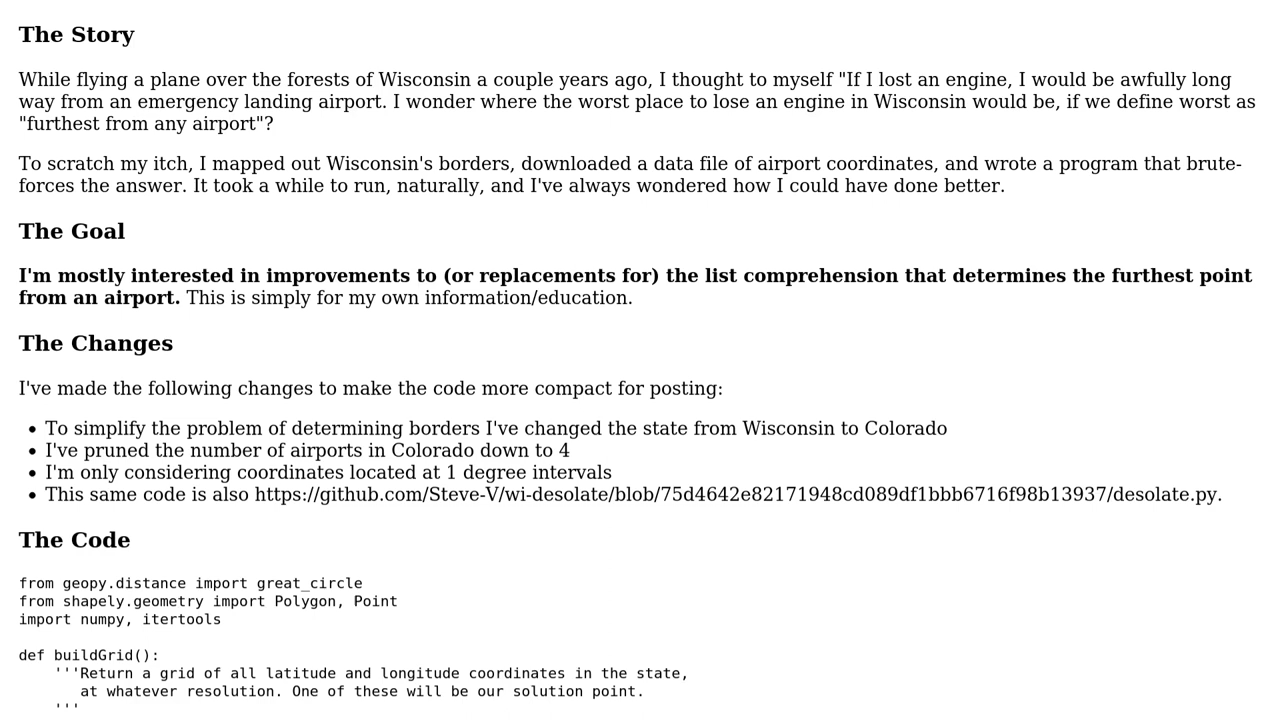 The Story
While flying a plane over the forests of Wisconsin a couple years ago, I thought to myself "If I lost an engine, I would be awfully long
way from an emergency landing airport. I wonder where the worst place to lose an engine in Wisconsin would be, if we define worst as
"furthest from any airport"?
To scratch my itch, I mapped out Wisconsin's borders, downloaded a data file of airport coordinates, and wrote a program that brute-
forces the answer. It took a while to run, naturally, and I've always wondered how I could have done better.
The Goal
I'm mostly interested in improvements to (or replacements for) the list comprehension that determines the furthest point
from an airport. This is simply for my own information/education.
The Changes
I've made the following changes to make the code more compact for posting:
• To simplify the problem of determining borders I've changed the state from Wisconsin to Colorado
• I've pruned the number of airports in Colorado down to 4
• I'm only considering coordinates located at 1 degree intervals
• This same code is also https://github.com/Steve-V/wi-desolate/blob/75d4642e82171948cd089df1bbb6716f98b13937/desolate.py.
The Code
from geopy.distance import great_circle
from shapely.geometry import Polygon, Point
import numpy, itertools
def buildGrid():
    '''Return a grid of all latitude and longitude coordinates in the state,
       at whatever resolution. One of these will be our solution point.
    '''